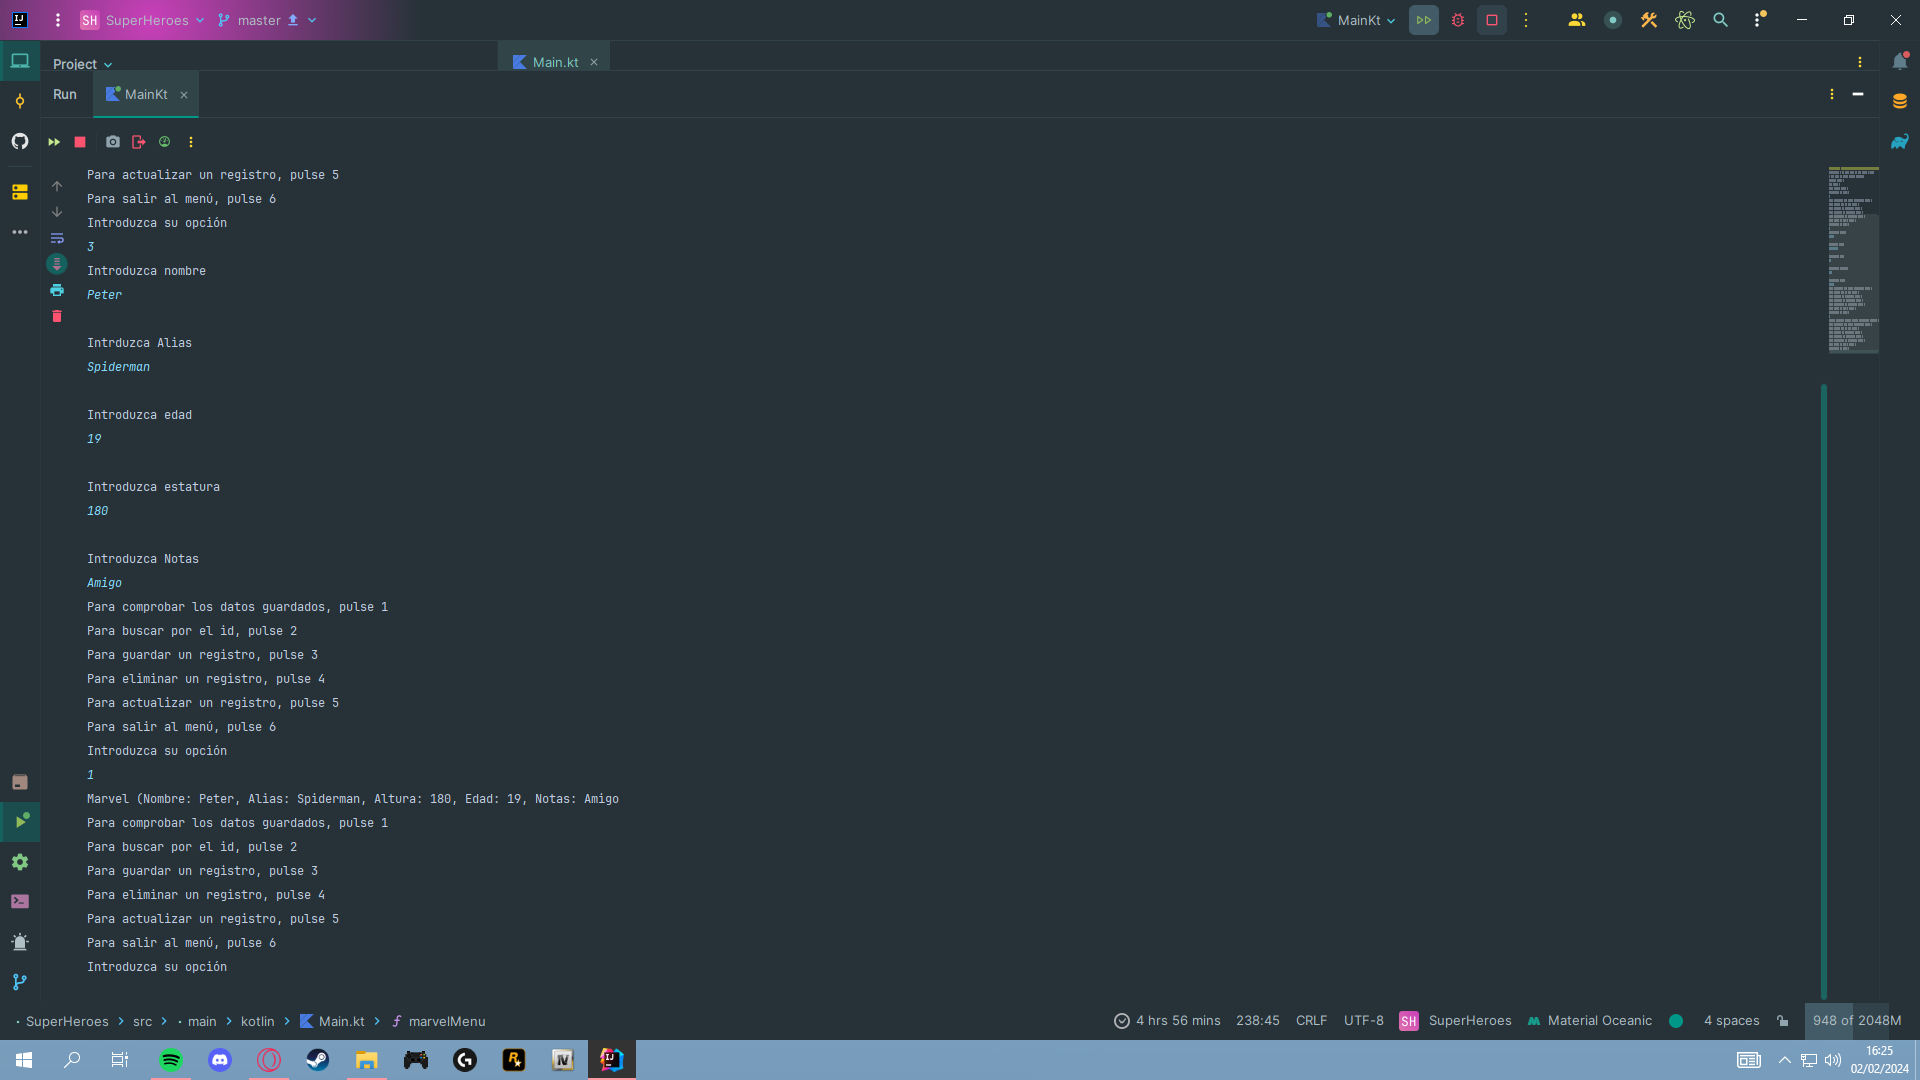 SH SuperHeroes master MainKt
Project Main.kt
Run MainKt
Para actualizar un registro, pulse 5
Para salir al menú, pulse 6
Introduzca su opción
3
Introduzca nombre
Peter
Intrduzca Alias
Spiderman
Introduzca edad
19
Introduzca estatura
180
Introduzca Notas
Amigo
Para comprobar los datos guardados, pulse 1
Para buscar por el id, pulse 2
Para guardar un registro, pulse 3
Para eliminar un registro, pulse 4
Para actualizar un registro, pulse 5
Para salir al menú, pulse 6
Introduzca su opción
1
Marvel (Nombre: Peter, Alias: Spiderman, Altura: 180, Edad: 19, Notas: Amigo
Para comprobar los datos guardados, pulse 1
Para buscar por el id, pulse 2
Para guardar un registro, pulse 3
Para eliminar un registro, pulse 4
Para actualizar un registro, pulse 5
Para salir al menú, pulse 6
Introduzca su opción
SuperHeroes > src > main > kotlin > Main.kt > marvelMenu 4 hrs 56 mins 238:45 CRLF UTF-8 SH SuperHeroes Material Oceanic 4 spaces 948 of 2048M
16:25
02/02/2024